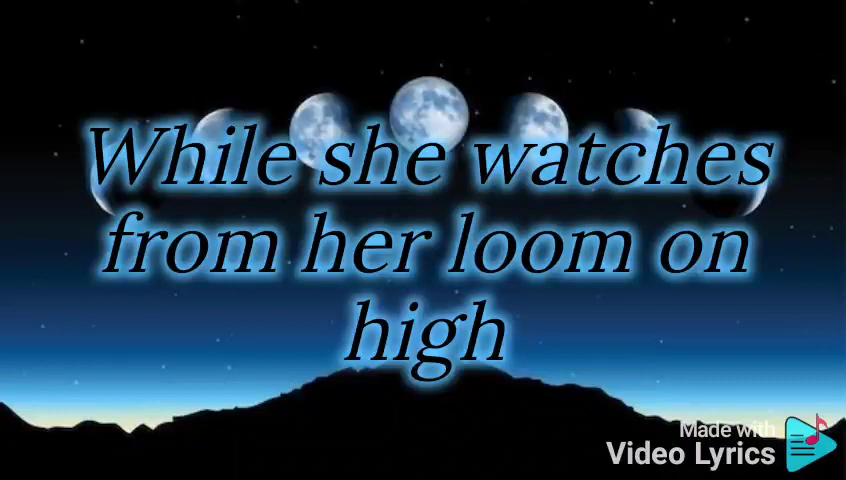 While she watches
from her loom on
high
Made with
Video Lyrics